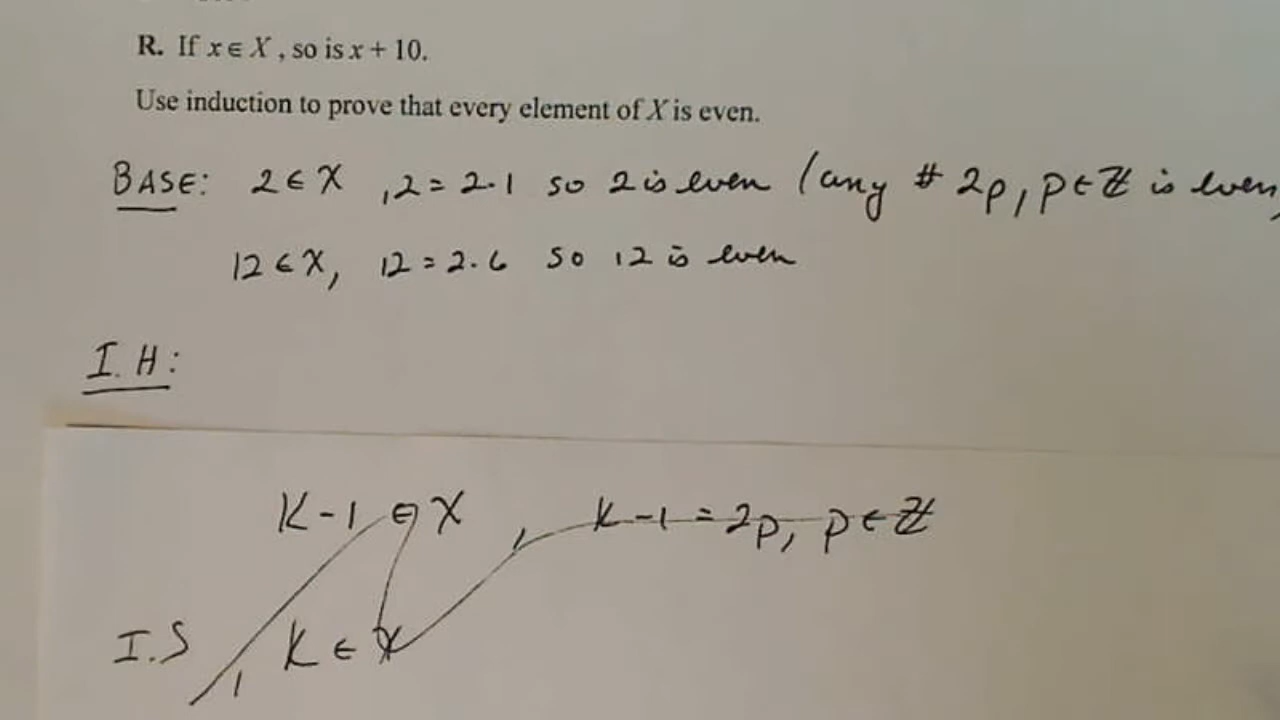 R. If x ∈ X , so is x + 10.
Use induction to prove that every element of X is even.
BASE: 2 ∈ X , 2 = 2·1 so 2 is even (any # 2p, p ∈ ℤ is even)
12 ∈ X, 12 = 2·6 so 12 is even
I.H:
K-1 ∈ X , k-1 = 2p, p ∈ ℤ
I.S , K ∈ X